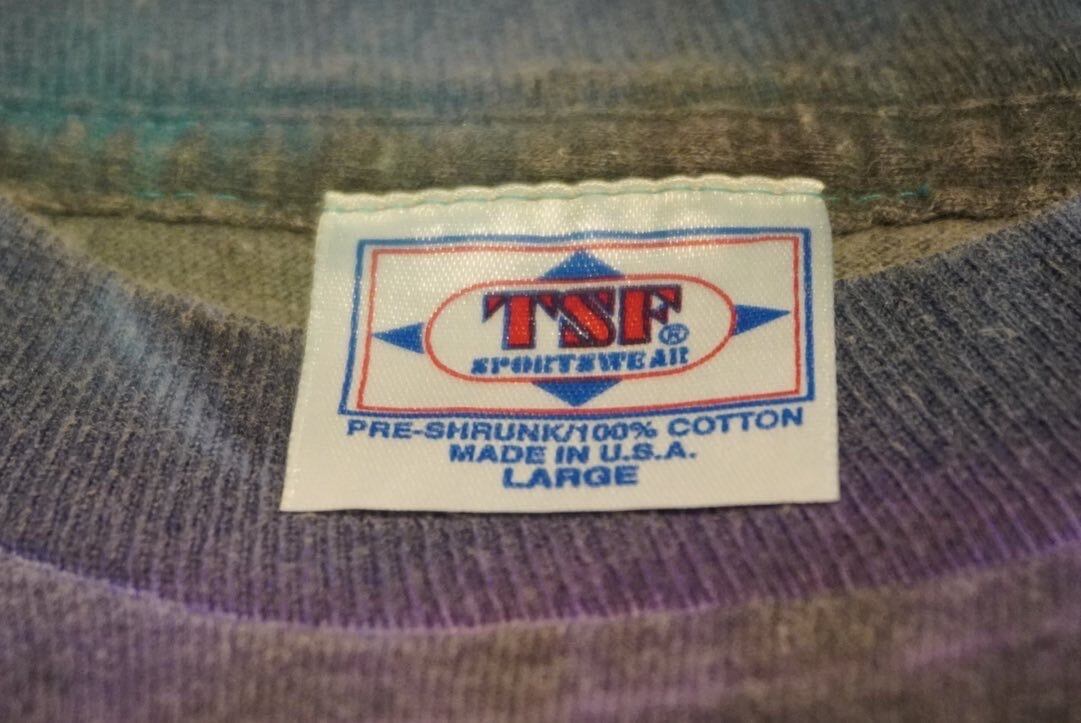 TSF®
SPORTSWEAR
PRE-SHRUNK/100% COTTON
MADE IN U.S.A.
LARGE